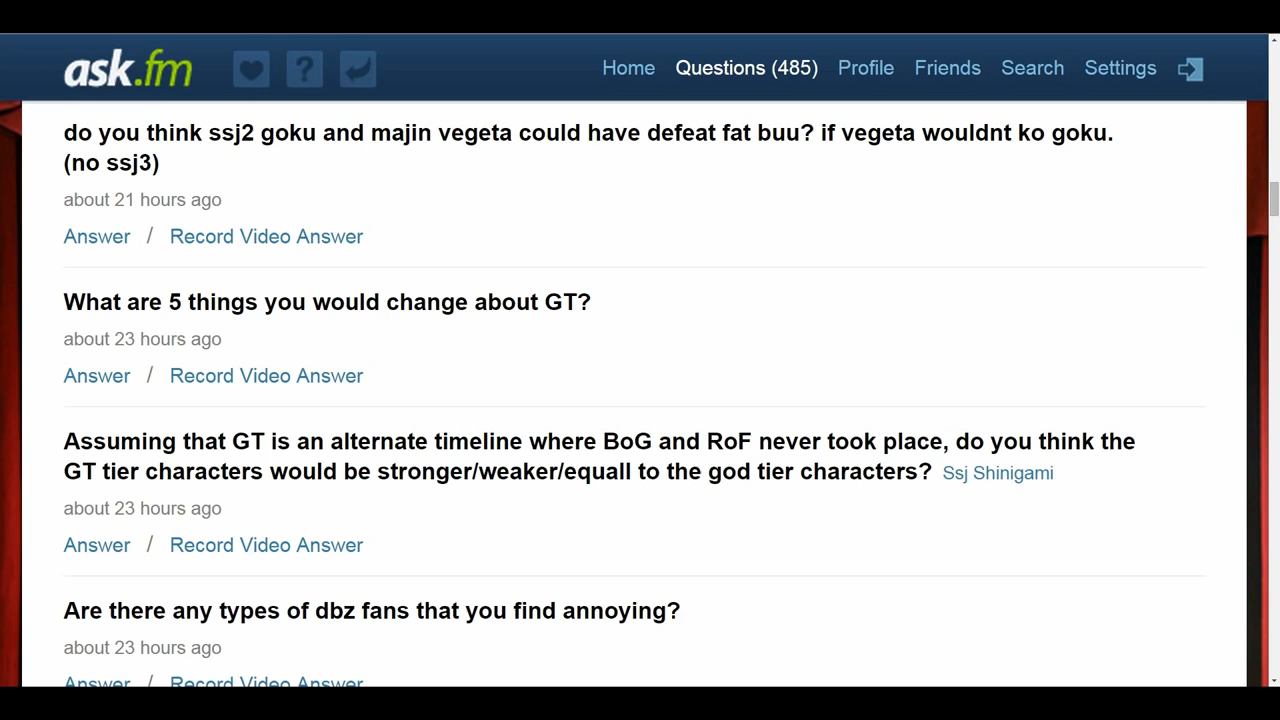 ask.fm ? Home Questions (485) Profile Friends Search Settings
do you think ssj2 goku and majin vegeta could have defeat fat buu? if vegeta wouldnt ko goku.
(no ssj3)
about 21 hours ago
Answer / Record Video Answer
What are 5 things you would change about GT?
about 23 hours ago
Answer / Record Video Answer
Assuming that GT is an alternate timeline where BoG and RoF never took place, do you think the
GT tier characters would be stronger/weaker/equall to the god tier characters? Ssj Shinigami
about 23 hours ago
Answer / Record Video Answer
Are there any types of dbz fans that you find annoying?
about 23 hours ago
Answer / Record Video Answer